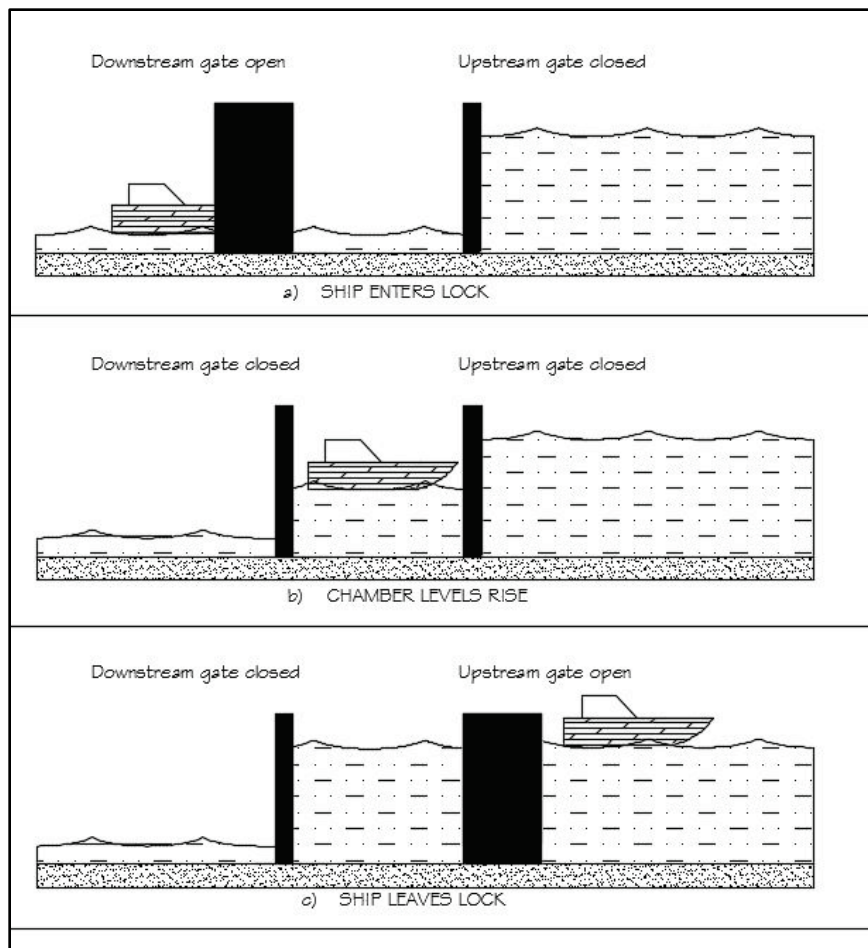 Downstream gate open Upstream gate closed
a) SHIP ENTERS LOCK
Downstream gate closed Upstream gate closed
b) CHAMBER LEVELS RISE
Downstream gate closed Upstream gate open
c) SHIP LEAVES LOCK